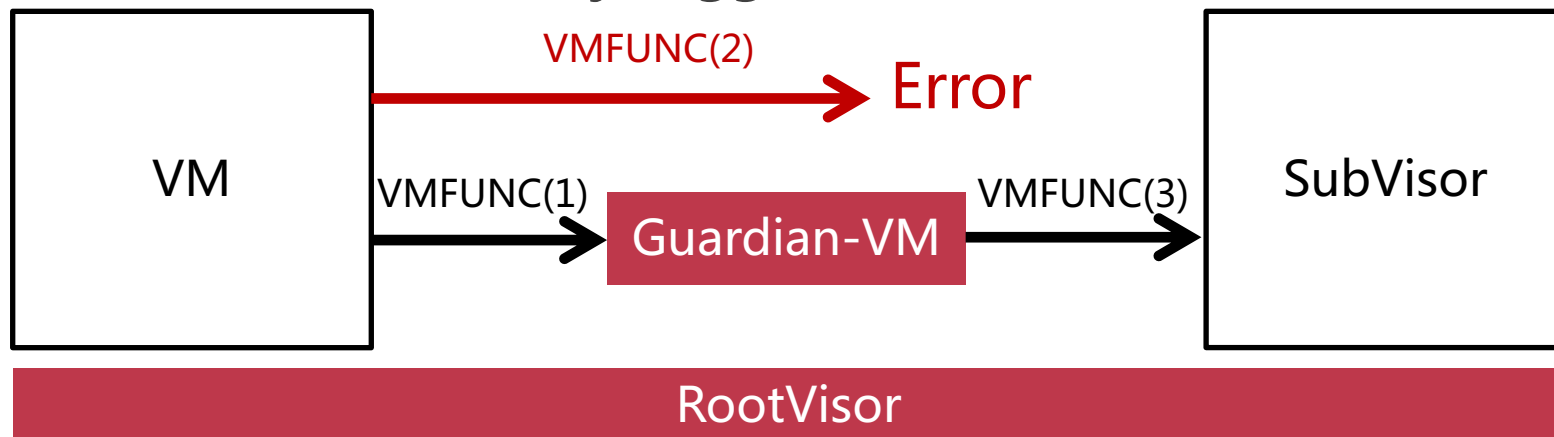 VMFUNC(2)
Error
VM
VMFUNC(1)
Guardian-VM
VMFUNC(3)
SubVisor
RootVisor